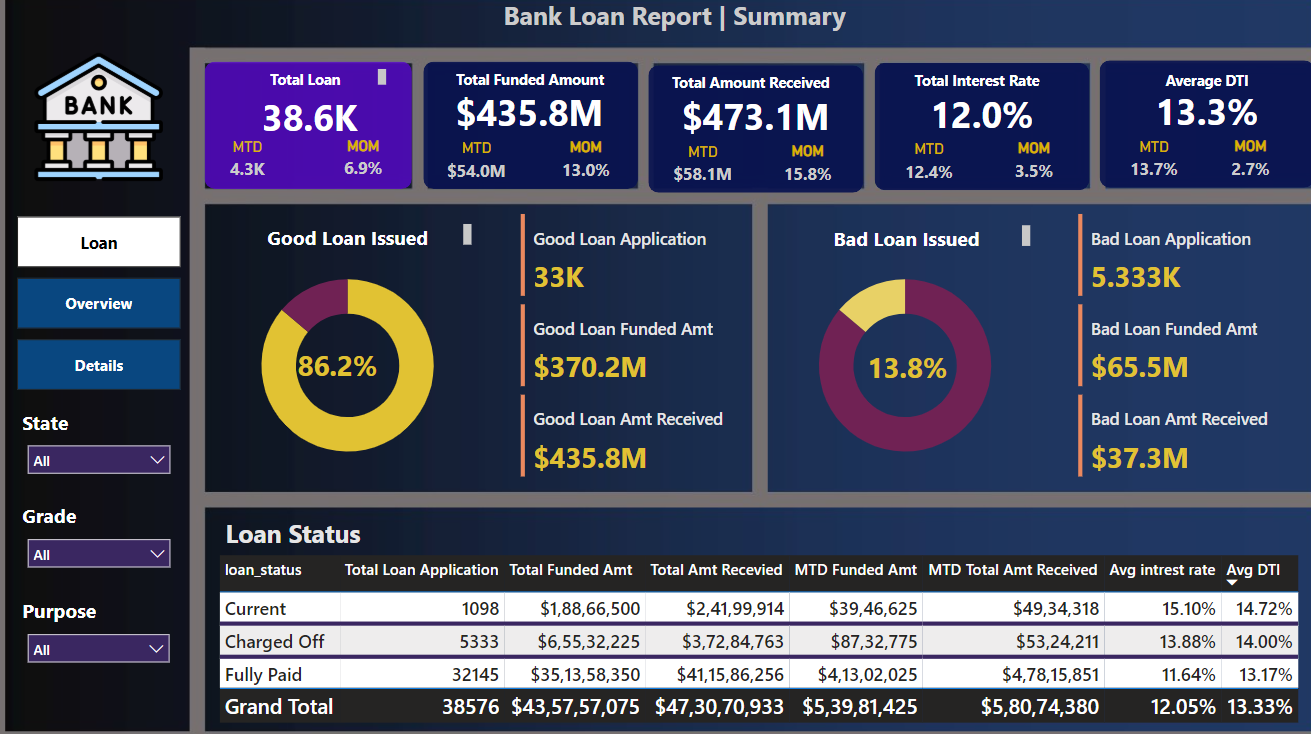 Bank Loan Report | Summary
BANK
Total Loan
38.6K
MTD MOM
4.3K 6.9%
Total Funded Amount
$435.8M
MTD MOM
$54.0M 13.0%
Total Amount Received
$473.1M
MTD MOM
$58.1M 15.8%
Total Interest Rate
12.0%
MTD MOM
12.4% 3.5%
Average DTI
13.3%
MTD MOM
13.7% 2.7%
Loan
Overview
Details
State
All
Grade
All
Purpose
All
Good Loan Issued
86.2%
Good Loan Application
33K
Good Loan Funded Amt
$370.2M
Good Loan Amt Received
$435.8M
Bad Loan Issued
13.8%
Bad Loan Application
5.333K
Bad Loan Funded Amt
$65.5M
Bad Loan Amt Received
$37.3M
Loan Status
loan_status Total Loan Application Total Funded Amt Total Amt Recevied MTD Funded Amt MTD Total Amt Received Avg intrest rate Avg DTI
Current 1098 $1,88,66,500 $2,41,99,914 $39,46,625 $49,34,318 15.10% 14.72%
Charged Off 5333 $6,55,32,225 $3,72,84,763 $87,32,775 $53,24,211 13.88% 14.00%
Fully Paid 32145 $35,13,58,350 $41,15,86,256 $4,13,02,025 $4,78,15,851 11.64% 13.17%
Grand Total 38576 $43,57,57,075 $47,30,70,933 $5,39,81,425 $5,80,74,380 12.05% 13.33%